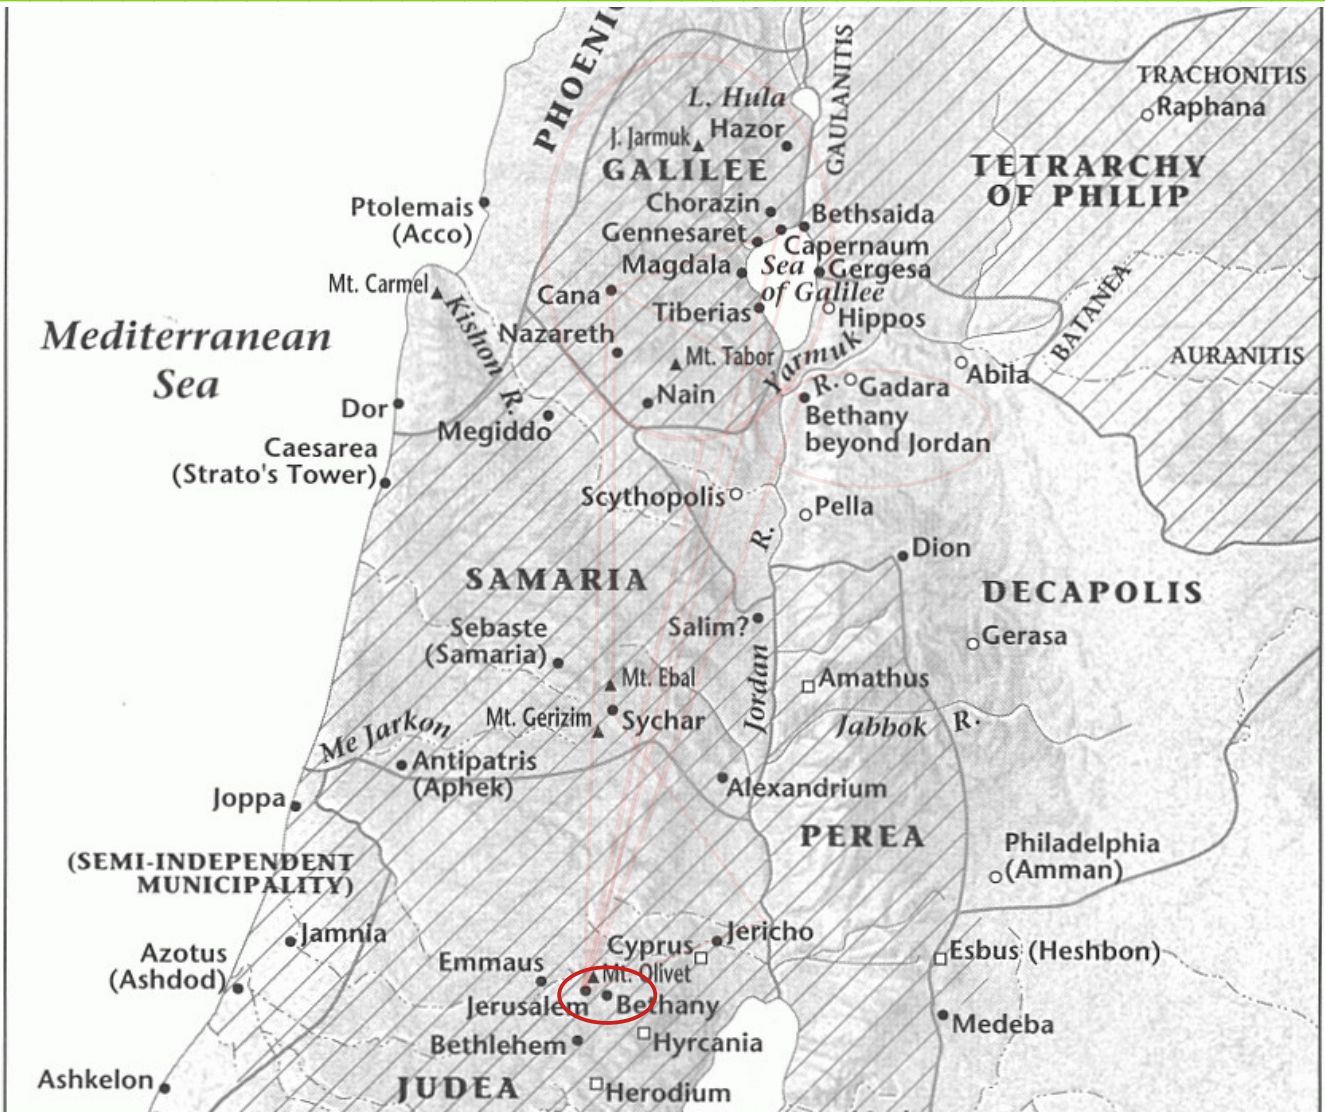 PHOENI
GAULANITIS
TRACHONITIS
Raphana
L. Hula
J. Jarmuk
Hazor
GALILEE
TETRARCHY
OF PHILIP
Chorazin
Bethsaida
Ptolemais
(Acco)
Gennesaret
Capernaum
Magdala
Sea
of Galilee
Gergesa
Mt. Carmel
Kishon R.
Cana
Tiberias
Hippos
BATANEA
Mediterranean
Sea
Nazareth
Mt. Tabor
Yarmuk R.
AURANITIS
Abila
Gadara
Nain
Dor
Megiddo
Bethany
beyond Jordan
Caesarea
(Strato's Tower)
Scythopolis
Pella
Jordan R.
Dion
SAMARIA
DECAPOLIS
Sebaste
(Samaria)
Salim?
Gerasa
Mt. Ebal
Amathus
Mt. Gerizim
Sychar
Jabbok R.
Me Jarkon
Antipatris
(Aphek)
Alexandrium
Joppa
PEREA
(SEMI-INDEPENDENT
MUNICIPALITY)
Philadelphia
(Amman)
Jamnia
Jericho
Azotus
(Ashdod)
Emmaus
Cyprus
Mt. Olivet
Esbus (Heshbon)
Jerusalem
Bethany
Medeba
Bethlehem
Hyrcania
Ashkelon
JUDEA
Herodium